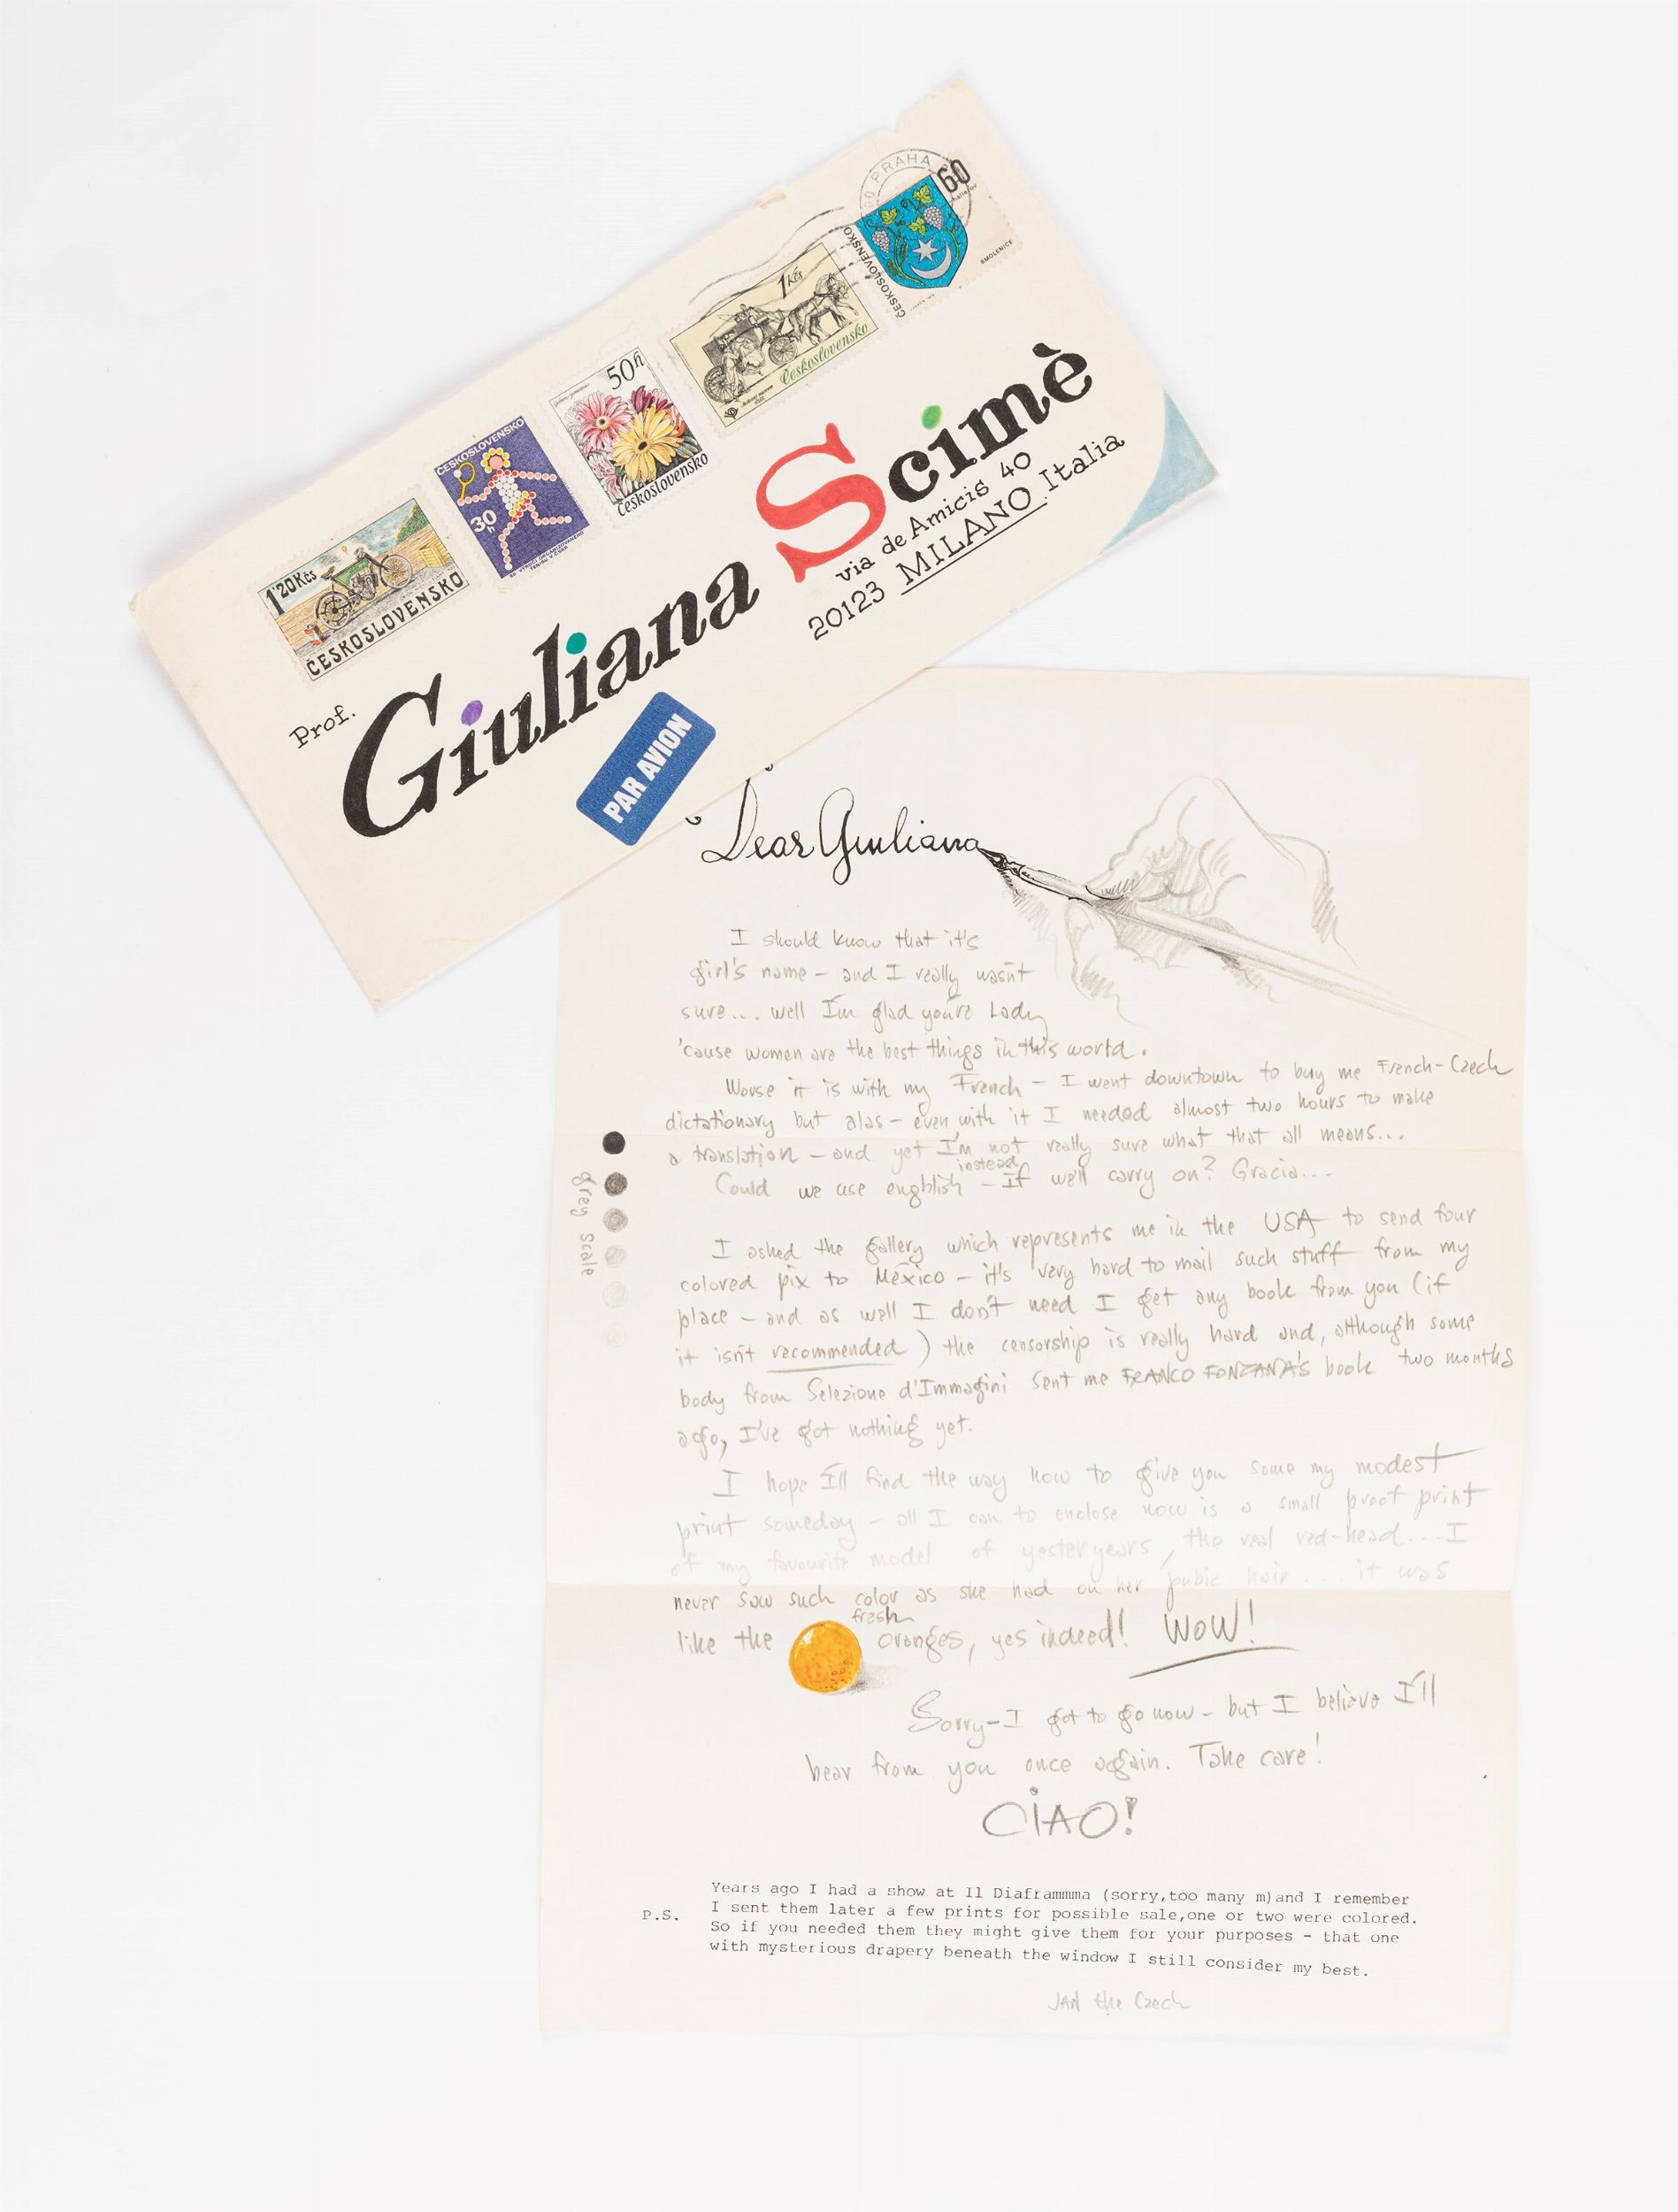 PRAHA
60
ČESKOSLOVENSKO
SMOLENICE
1 Kčs
Československo
50h
Československo
ČESKOSLOVENSKO
30h
1'20 Kčs
ČESKOSLOVENSKO
Prof.
Giuliana Scimè
via de Amicis 40
20123 MILANO Italia
PAR AVION
Dear Giuliana
I should know that it's
girl's name – and I really wasn't
sure... well I'm glad you're Lady
'cause women are the best things in this world.
Worse it is with my French – I went downtown to buy me French-Czech
dictationary but alas – even with it I needed almost two hours to make
a translation – and yet I'm not really sure what that all means...
Could we use engblish instead – If we'll carry on? Gracia...
grey scale
I asked the gallery which represents me in the USA to send four
colored pix to México – it's very hard to mail such stuff from my
place – and as well I don't need I get any book from you (if
it isn't recommended) the censorship is really hard and, although some
body from Selezione d'Immagini sent me FRANCO FONTANA'S book two months
ago, I've got nothing yet.
I hope I'll find the way how to give you some my modest
print someday – all I can to enclose now is a small proof print
of my favourite model of yesteryears, the real red-head... I
never saw such color as she had on her pubic hair... it was
like the fresh oranges, yes indeed! WOW!
Sorry – I got to go now – but I believe I'll
hear from you once again. Take care!
CIAO!
P.S.
Years ago I had a show at Il Diaframmma (sorry,too many m)and I remember
I sent them later a few prints for possible sale,one or two were colored.
So if you needed them they might give them for your purposes - that one
with mysterious drapery beneath the window I still consider my best.
JAN the Czech